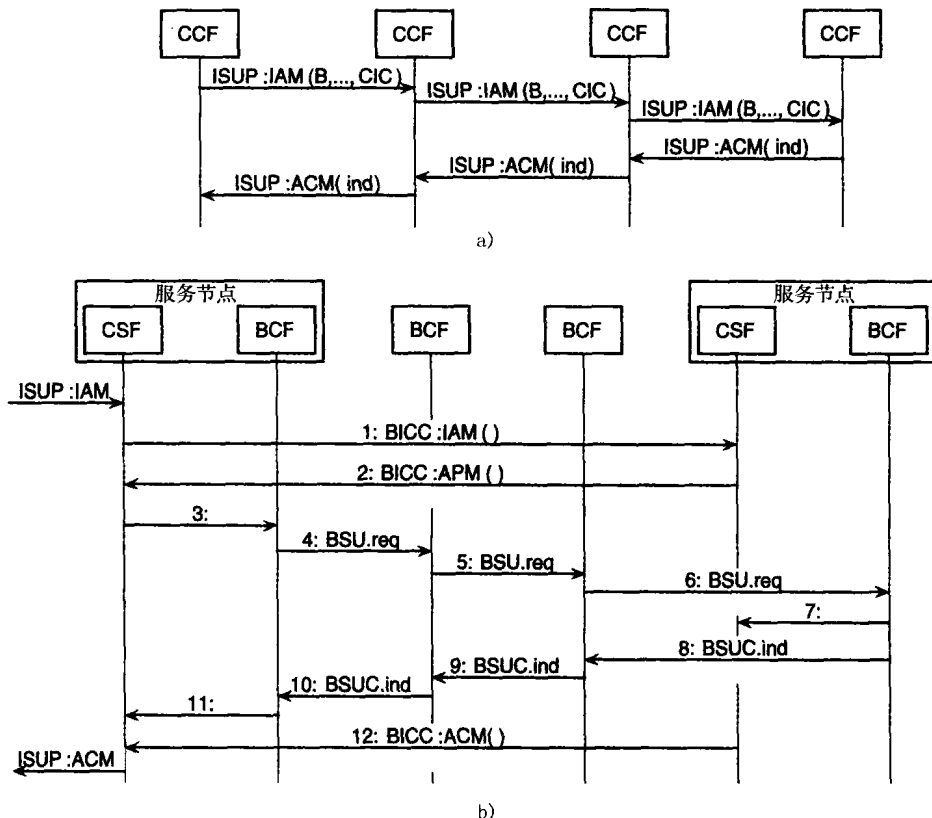 CCF
CCF
CCF
CCF
ISUP :IAM (B,..., CIC)
ISUP :IAM (B,..., CIC)
ISUP :IAM (B,..., CIC)
ISUP :ACM( ind)
ISUP :ACM( ind)
ISUP :ACM( ind)
a)
服务节点
服务节点
CSF
BCF
BCF
BCF
CSF
BCF
ISUP :IAM
1: BICC :IAM ( )
2: BICC :APM ( )
3:
4: BSU.req
5: BSU.req
6: BSU.req
7:
8: BSUC.ind
9: BSUC.ind
10: BSUC.ind
11:
12: BICC :ACM()
ISUP :ACM
b)